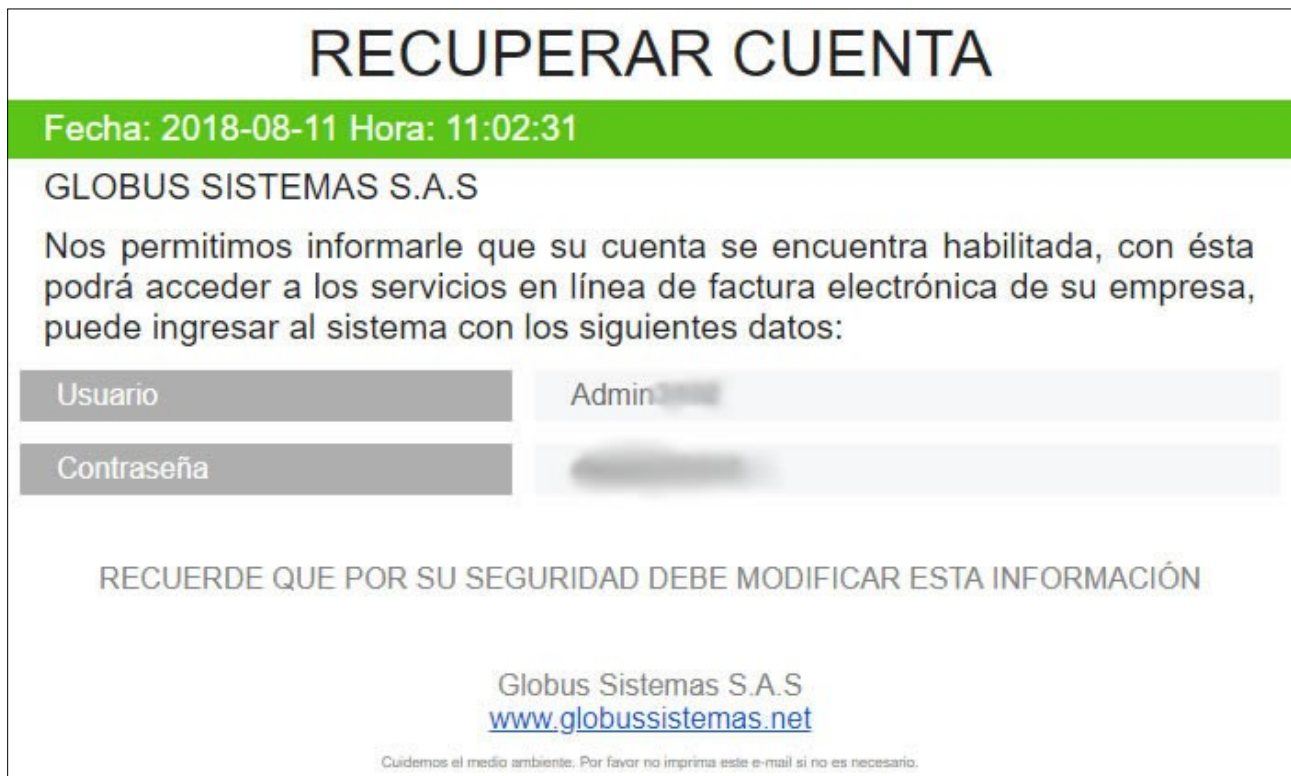 RECUPERAR CUENTA
Fecha: 2018-08-11 Hora: 11:02:31
GLOBUS SISTEMAS S.A.S
Nos permitimos informarle que su cuenta se encuentra habilitada, con ésta
podrá acceder a los servicios en línea de factura electrónica de su empresa,
puede ingresar al sistema con los siguientes datos:
Usuario Admin
Contraseña
RECUERDE QUE POR SU SEGURIDAD DEBE MODIFICAR ESTA INFORMACIÓN
Globus Sistemas S.A.S
www.globussistemas.net
Cuidemos el medio ambiente. Por favor no imprima este e-mail si no es necesario.